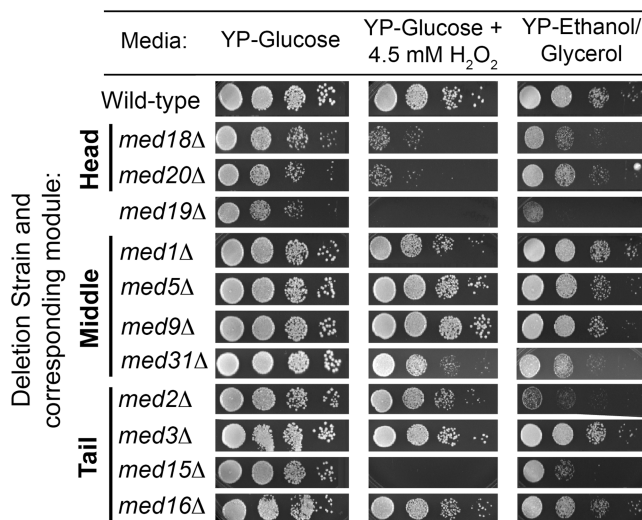 Media: YP-Glucose YP-Glucose + 4.5 mM H₂O₂ YP-Ethanol/ Glycerol
Deletion Strain and corresponding module:
Wild-type
Head
med18Δ
med20Δ
med19Δ
Middle
med1Δ
med5Δ
med9Δ
med31Δ
Tail
med2Δ
med3Δ
med15Δ
med16Δ